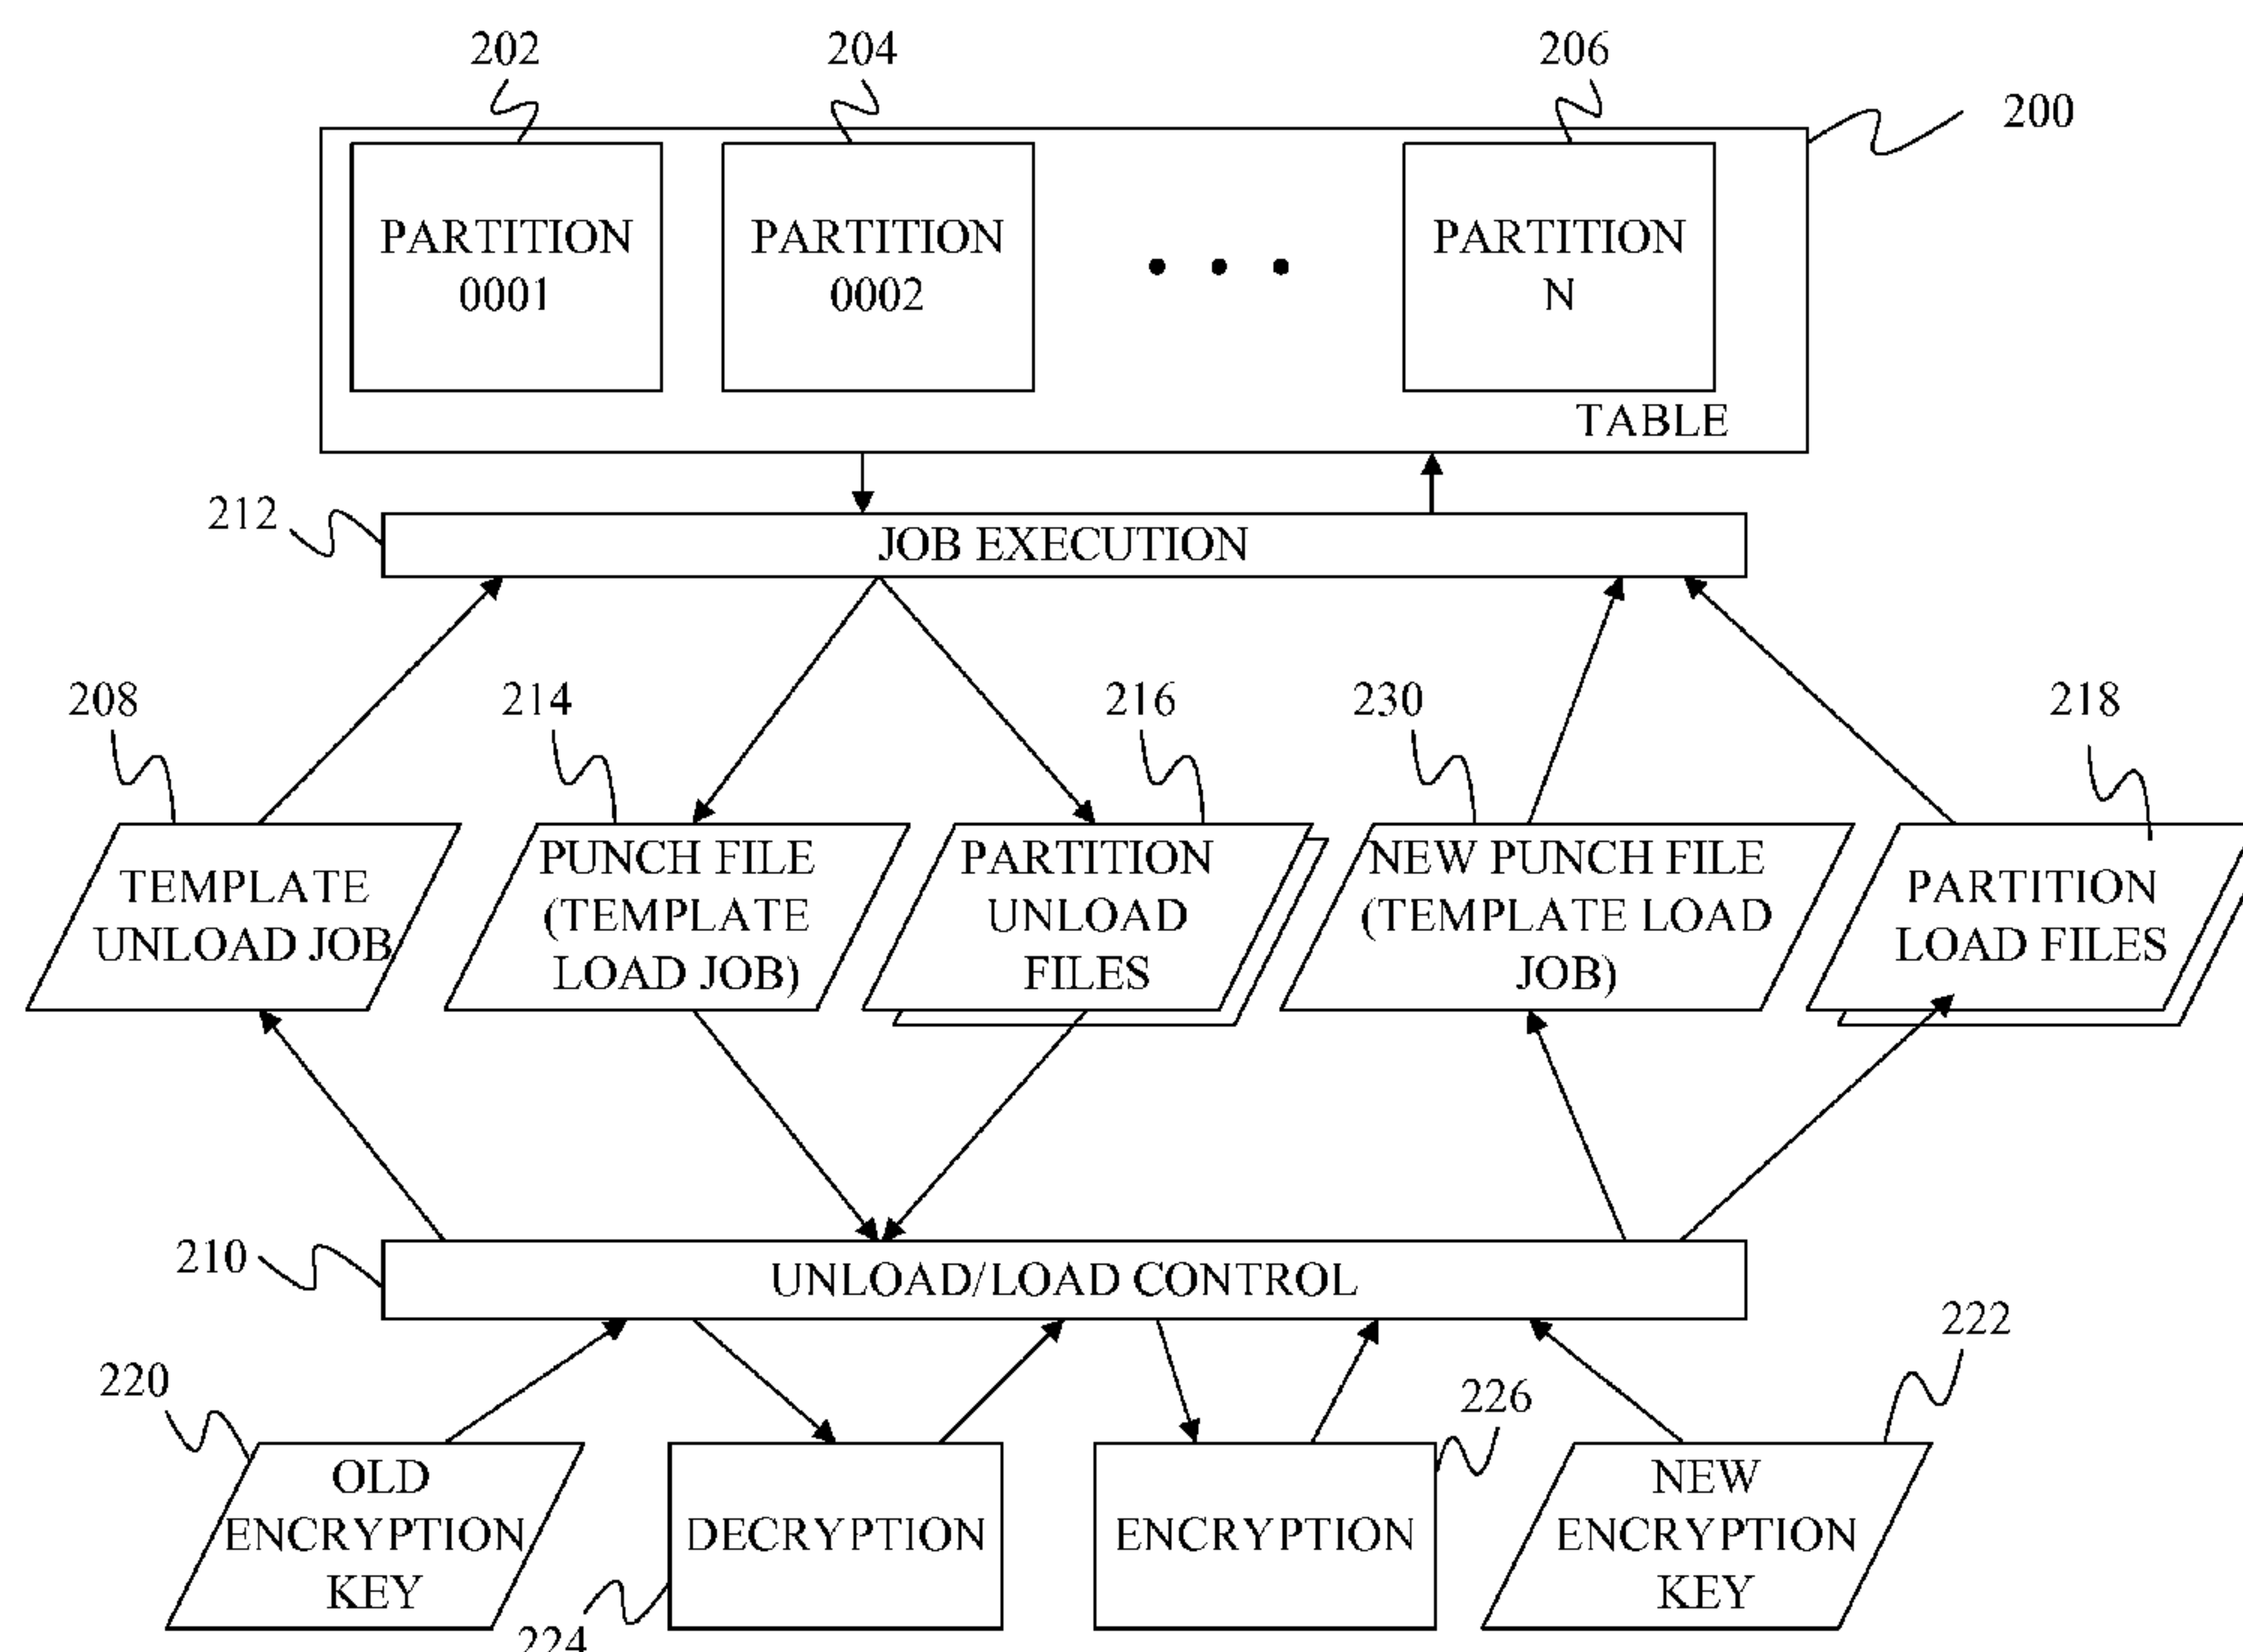 202
204
206
200
PARTITION
0001
PARTITION
0002
PARTITION
N
TABLE
212
JOB EXECUTION
208
214
216
230
218
TEMPLATE
UNLOAD JOB
PUNCH FILE
(TEMPLATE
LOAD JOB)
PARTITION
UNLOAD
FILES
NEW PUNCH FILE
(TEMPLATE LOAD
JOB)
PARTITION
LOAD FILES
210
UNLOAD/LOAD CONTROL
222
220
226
OLD
ENCRYPTION
KEY
DECRYPTION
ENCRYPTION
NEW
ENCRYPTION
KEY
224